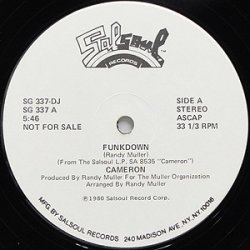 Salsoul
RECORDS
SG 337-DJ
SG 337 A
5:46
NOT FOR SALE
SIDE A
STEREO
ASCAP
33 1/3 RPM
FUNKDOWN
(Randy Muller)
(From The Salsoul L.P. SA 8535 "Cameron")
CAMERON
Produced By Randy Muller For The Muller Organization
Arranged By Randy Muller
℗ 1980 Salsoul Record Corp.
MFG. BY SALSOUL RECORDS 240 MADISON AVE., N.Y., N.Y. 10016